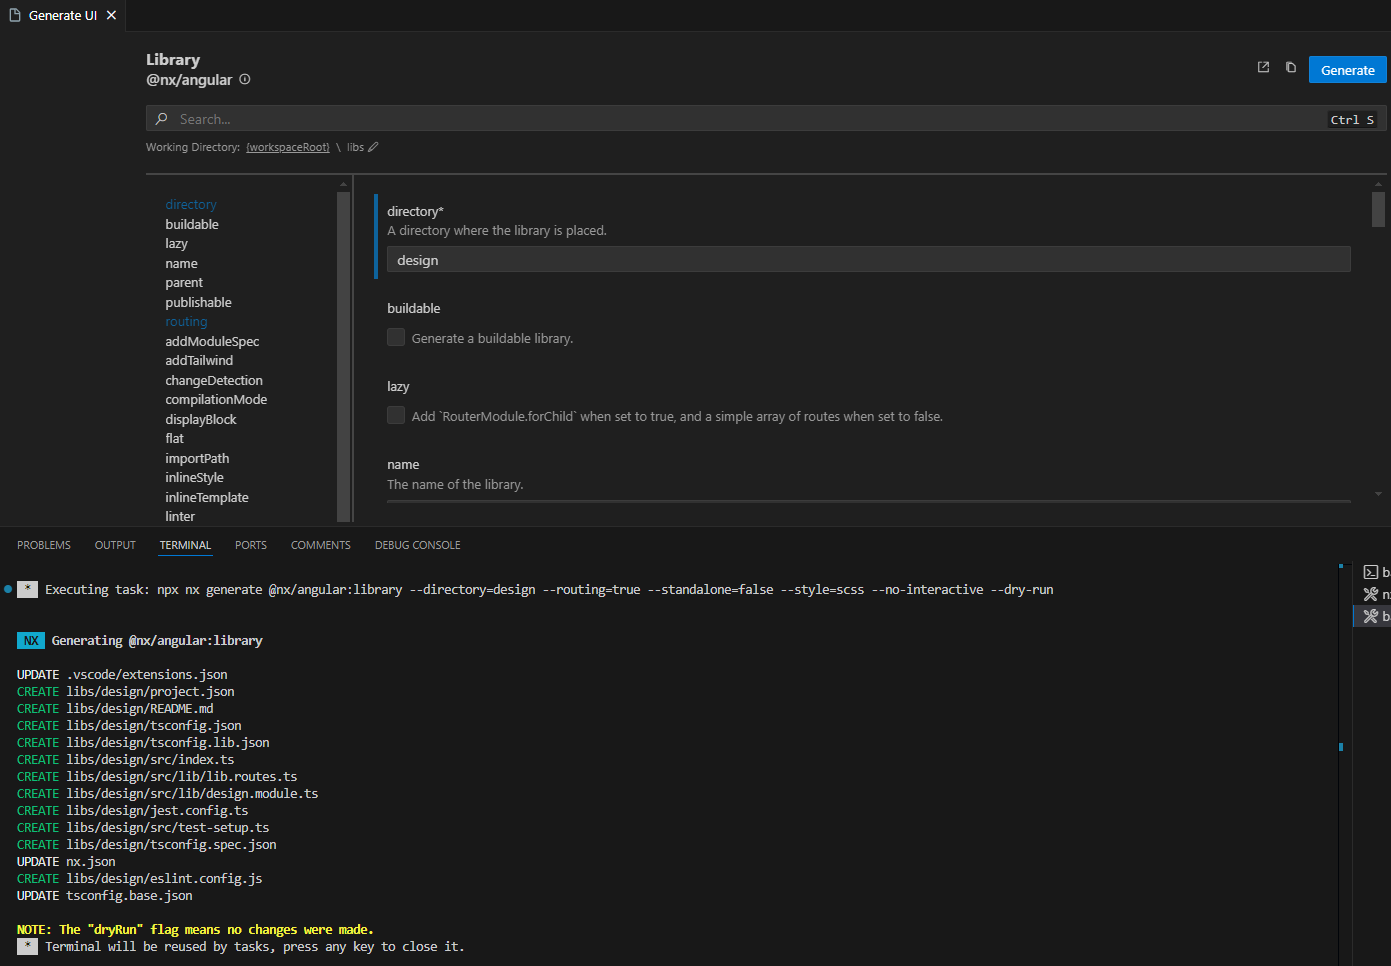 Generate UI
Library
@nx/angular
Generate
Search...
Ctrl S
Working Directory: {workspaceRoot} \ libs
directory
buildable
lazy
name
parent
publishable
routing
addModuleSpec
addTailwind
changeDetection
compilationMode
displayBlock
flat
importPath
inlineStyle
inlineTemplate
linter
directory*
A directory where the library is placed.
design
buildable
Generate a buildable library.
lazy
Add `RouterModule.forChild` when set to true, and a simple array of routes when set to false.
name
The name of the library.
PROBLEMS OUTPUT TERMINAL PORTS COMMENTS DEBUG CONSOLE
* Executing task: npx nx generate @nx/angular:library --directory=design --routing=true --standalone=false --style=scss --no-interactive --dry-run
NX Generating @nx/angular:library
UPDATE .vscode/extensions.json
CREATE libs/design/project.json
CREATE libs/design/README.md
CREATE libs/design/tsconfig.json
CREATE libs/design/tsconfig.lib.json
CREATE libs/design/src/index.ts
CREATE libs/design/src/lib/lib.routes.ts
CREATE libs/design/src/lib/design.module.ts
CREATE libs/design/jest.config.ts
CREATE libs/design/src/test-setup.ts
CREATE libs/design/tsconfig.spec.json
UPDATE nx.json
CREATE libs/design/eslint.config.js
UPDATE tsconfig.base.json
NOTE: The "dryRun" flag means no changes were made.
* Terminal will be reused by tasks, press any key to close it.